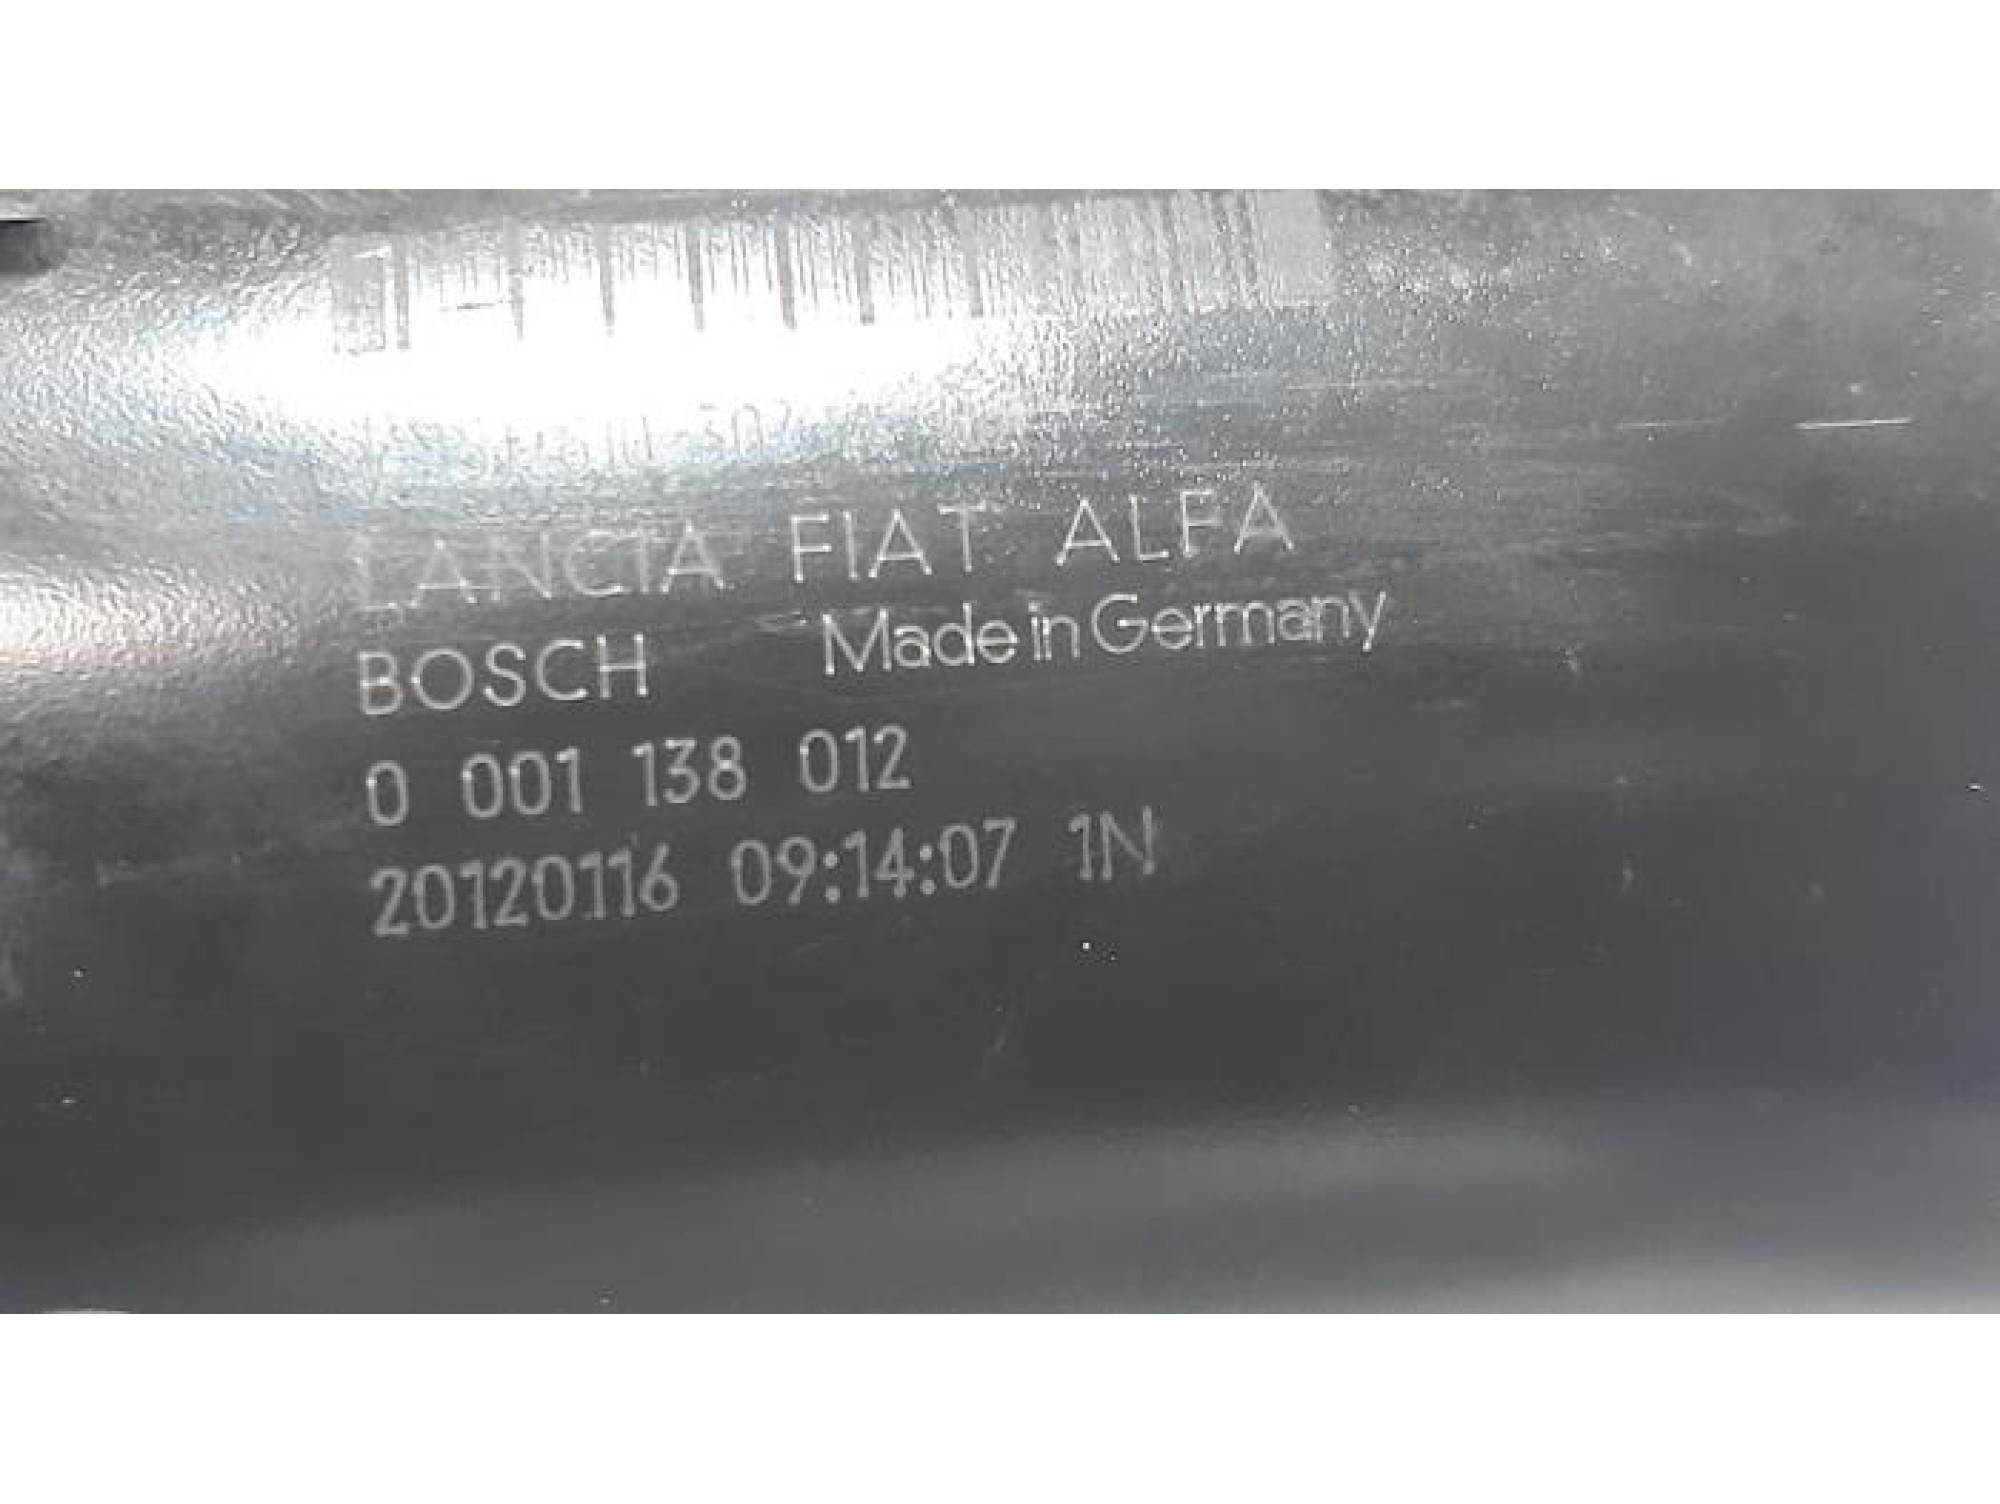 LANCIA FIAT ALFA
BOSCH Made in Germany
0 001 138 012
20120116 09:14:07 1N